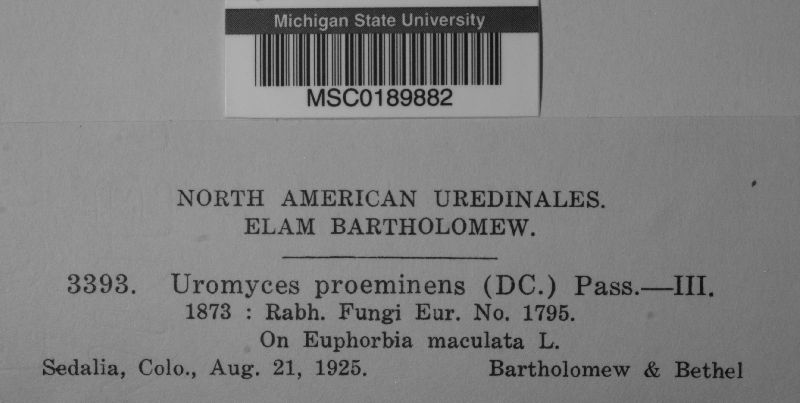 Michigan State University
MSC0189882
NORTH AMERICAN UREDINALES.
ELAM BARTHOLOMEW.
3393. Uromyces proeminens (DC.) Pass.—III.
1873 : Rabh. Fungi Eur. No. 1795.
On Euphorbia maculata L.
Sedalia, Colo., Aug. 21, 1925. Bartholomew & Bethel